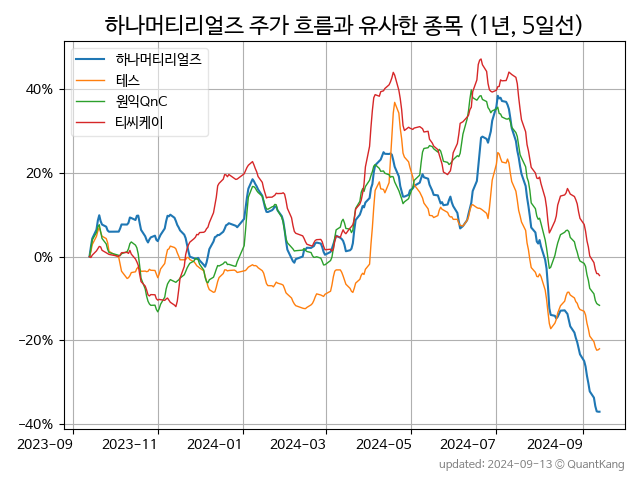 하나머티리얼즈 주가 흐름과 유사한 종목 (1년, 5일선)
하나머티리얼즈
테스
원익QnC
티씨케이
40%
20%
0%
−20%
−40%
2023-09 2023-11 2024-01 2024-03 2024-05 2024-07 2024-09
updated: 2024-09-13 © QuantKang